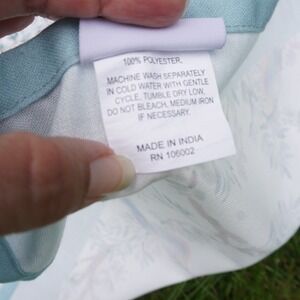 100% POLYESTER.
MACHINE WASH SEPARATELY
IN COLD WATER WITH GENTLE
CYCLE, TUMBLE DRY LOW,
DO NOT BLEACH, MEDIUM IRON
IF NECESSARY.
MADE IN INDIA
RN 106002